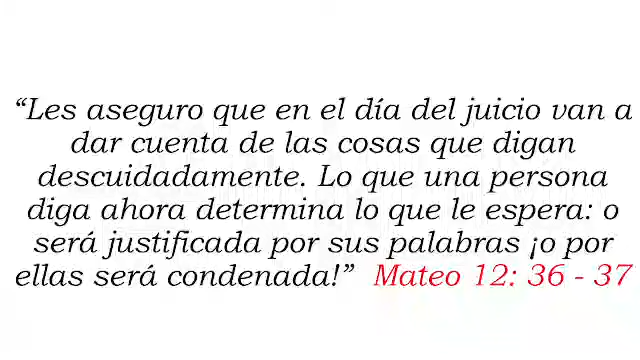 “Les aseguro que en el día del juicio van a
dar cuenta de las cosas que digan
descuidadamente. Lo que una persona
diga ahora determina lo que le espera: o
será justificada por sus palabras ¡o por
ellas será condenada!” Mateo 12: 36 - 37